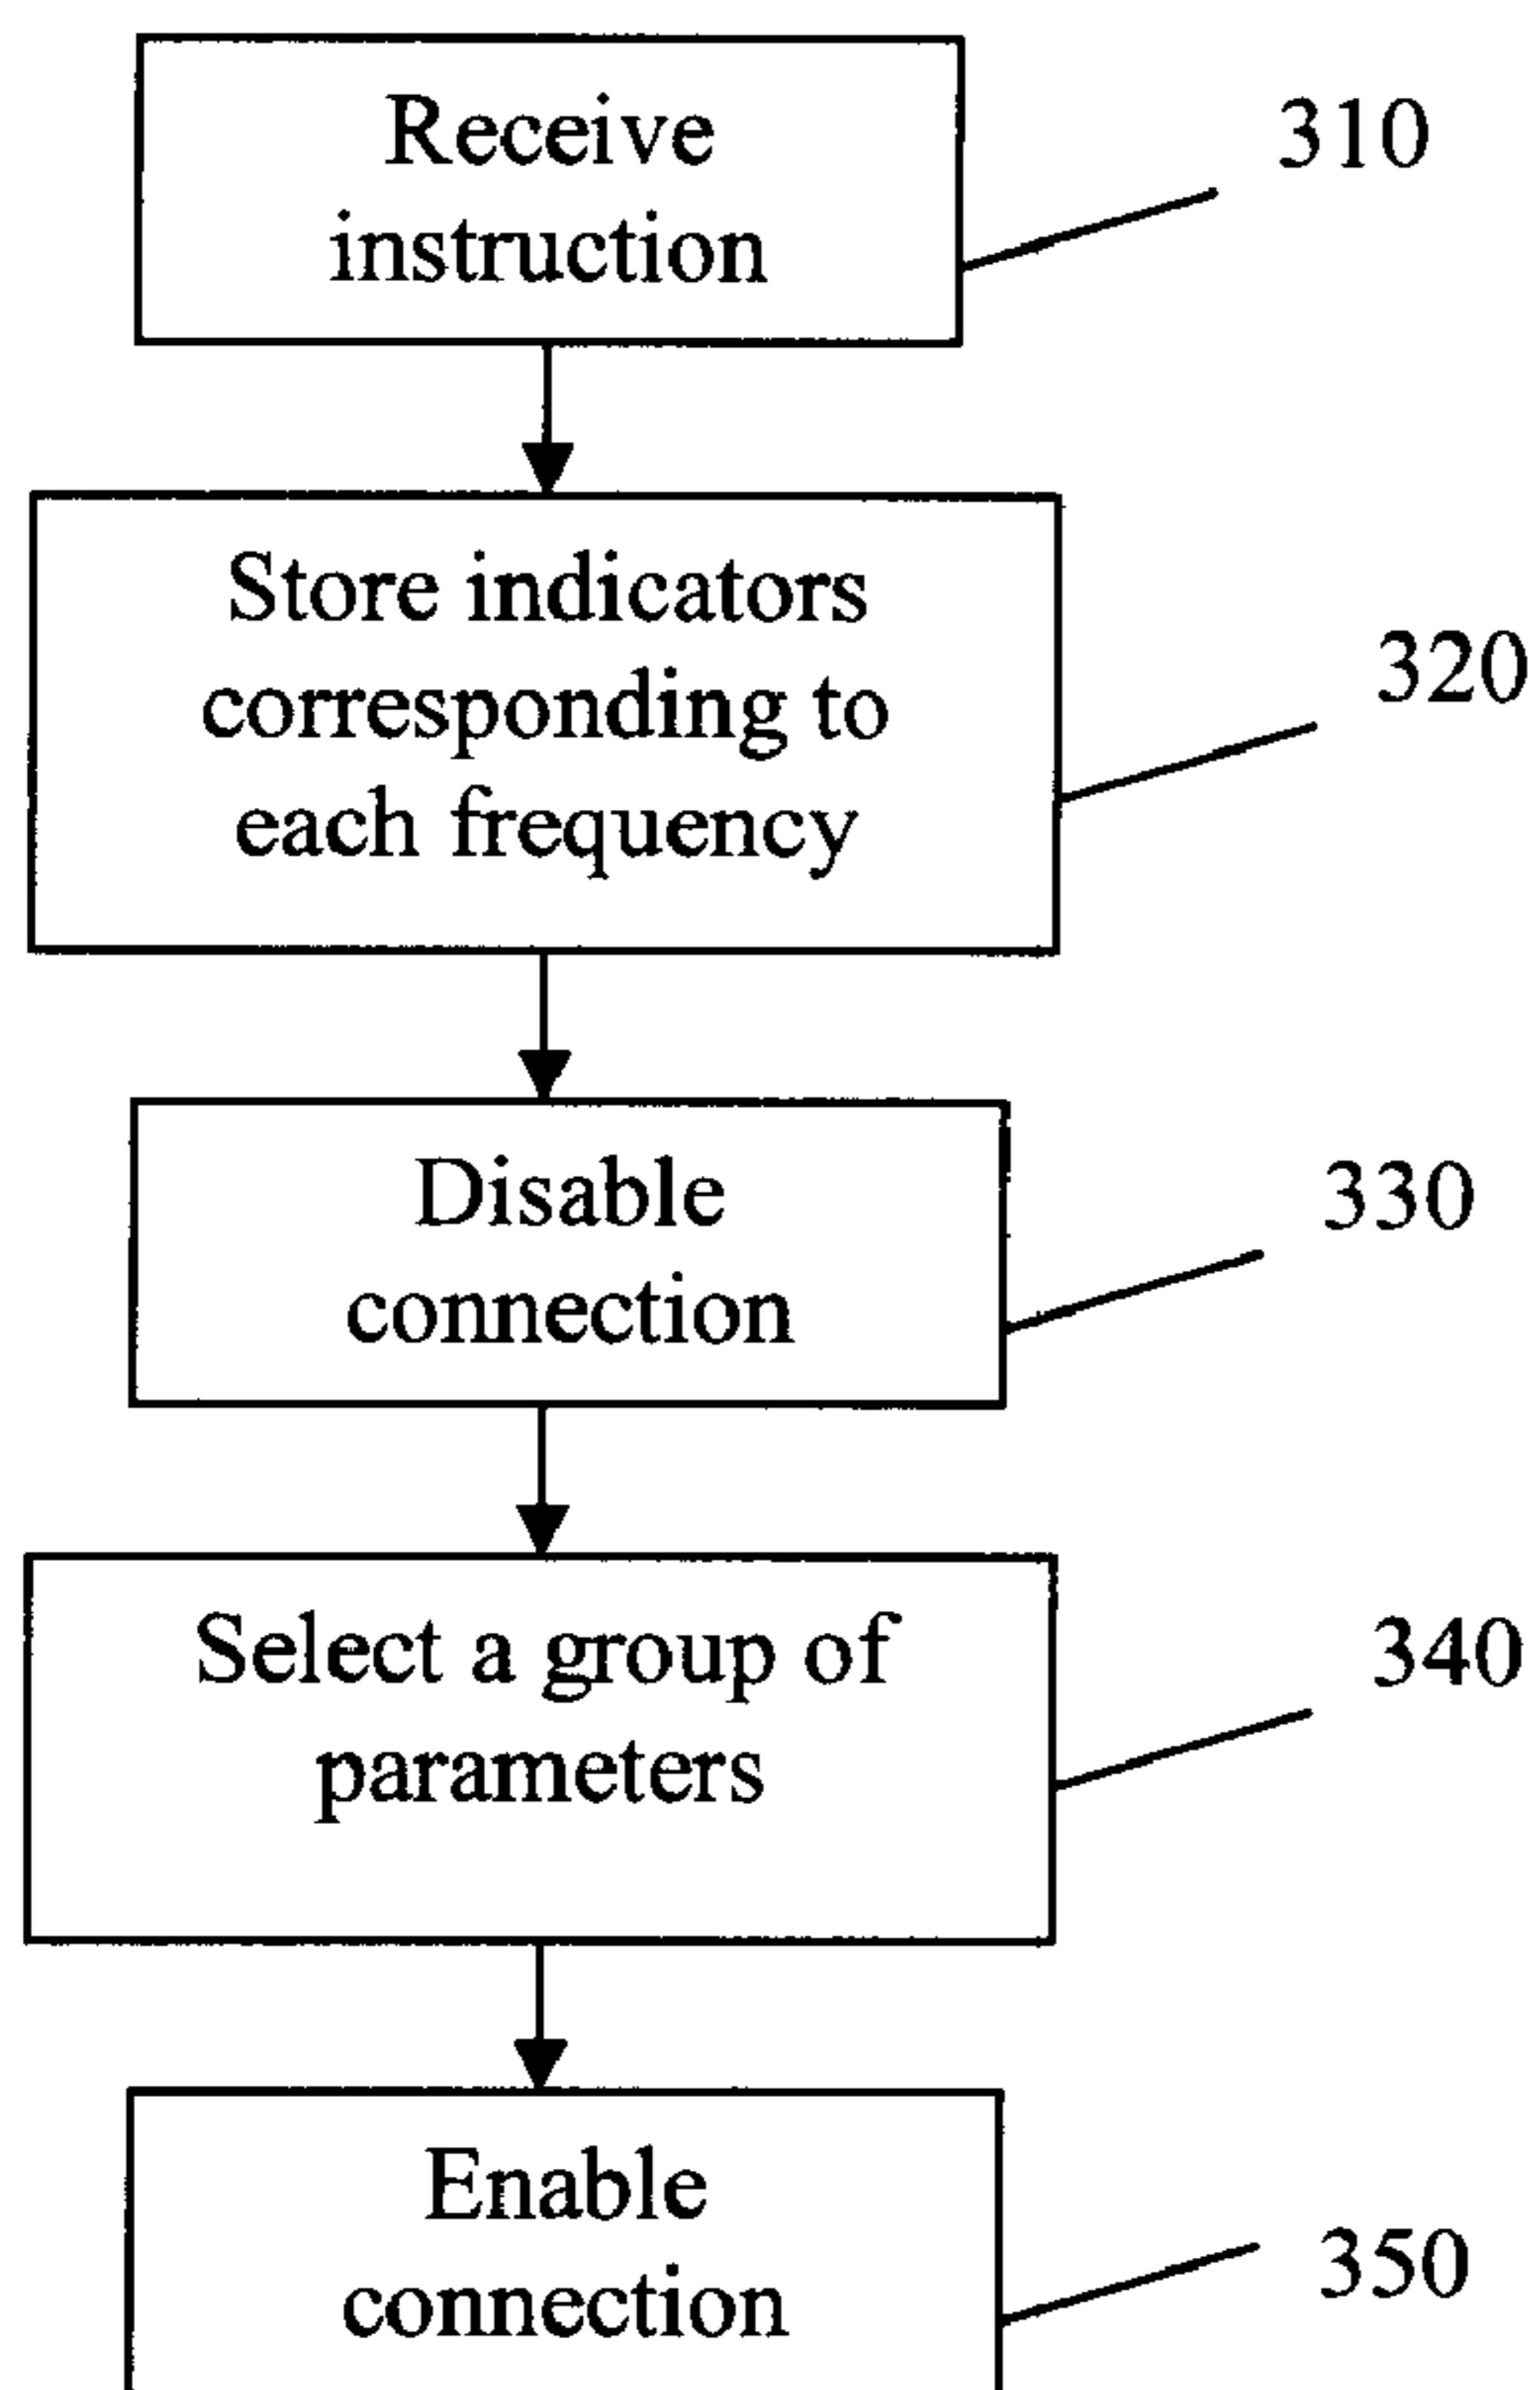 Receive
instruction
310
Store indicators
corresponding to
each frequency
320
Disable
connection
330
Select a group of
parameters
340
Enable
connection
350